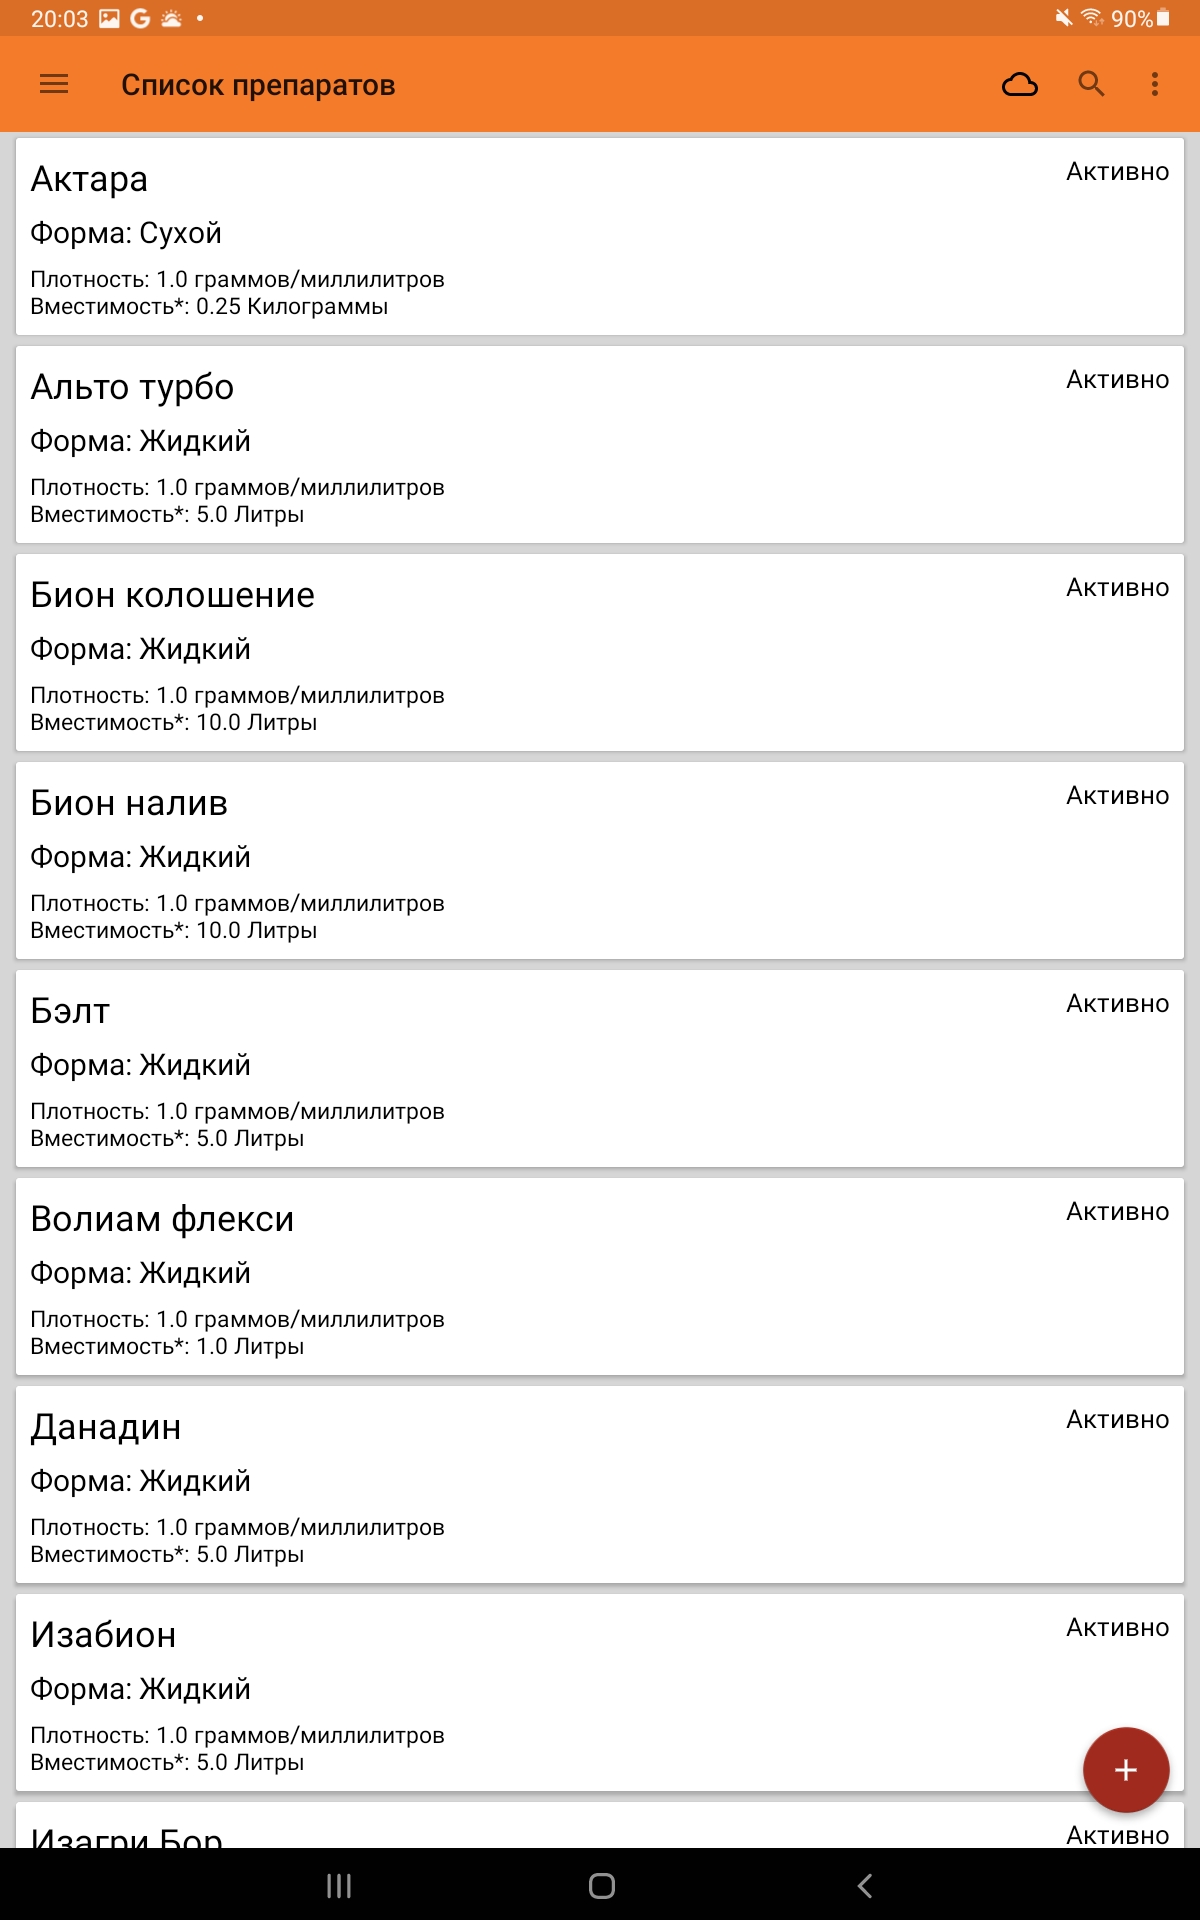 20:03
90%
Список препаратов
Актара
Активно
Форма: Сухой
Плотность: 1.0 граммов/миллилитров
Вместимость*: 0.25 Килограммы
Альто турбо
Активно
Форма: Жидкий
Плотность: 1.0 граммов/миллилитров
Вместимость*: 5.0 Литры
Бион колошение
Активно
Форма: Жидкий
Плотность: 1.0 граммов/миллилитров
Вместимость*: 10.0 Литры
Бион налив
Активно
Форма: Жидкий
Плотность: 1.0 граммов/миллилитров
Вместимость*: 10.0 Литры
Бэлт
Активно
Форма: Жидкий
Плотность: 1.0 граммов/миллилитров
Вместимость*: 5.0 Литры
Волиам флекси
Активно
Форма: Жидкий
Плотность: 1.0 граммов/миллилитров
Вместимость*: 1.0 Литры
Данадин
Активно
Форма: Жидкий
Плотность: 1.0 граммов/миллилитров
Вместимость*: 5.0 Литры
Изабион
Активно
Форма: Жидкий
Плотность: 1.0 граммов/миллилитров
Вместимость*: 5.0 Литры
Изагри Бор
Активно